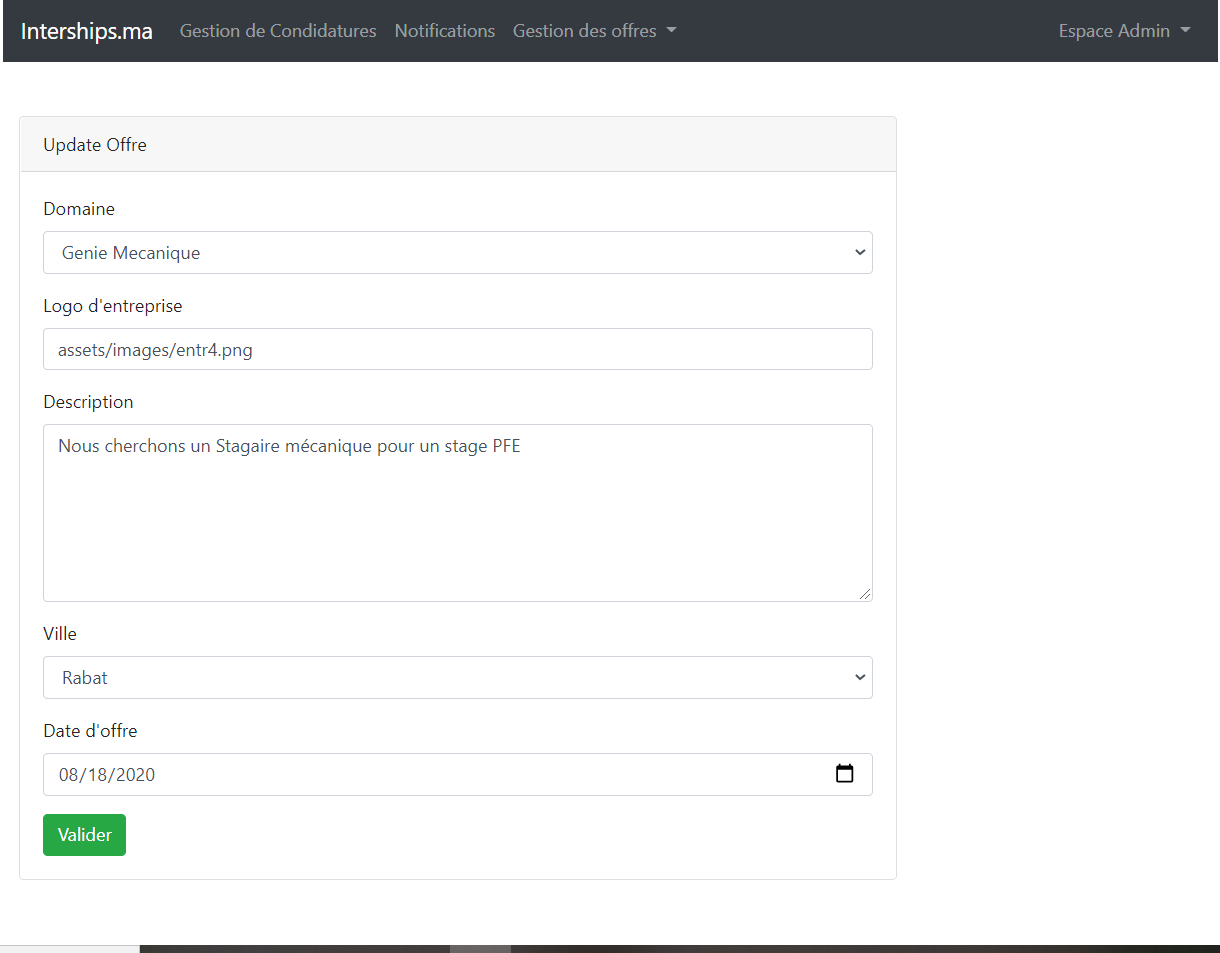 Interships.ma Gestion de Condidatures Notifications Gestion des offres Espace Admin
Update Offre
Domaine
Genie Mecanique
Logo d'entreprise
assets/images/entr4.png
Description
Nous cherchons un Stagaire mécanique pour un stage PFE
Ville
Rabat
Date d'offre
08/18/2020
Valider